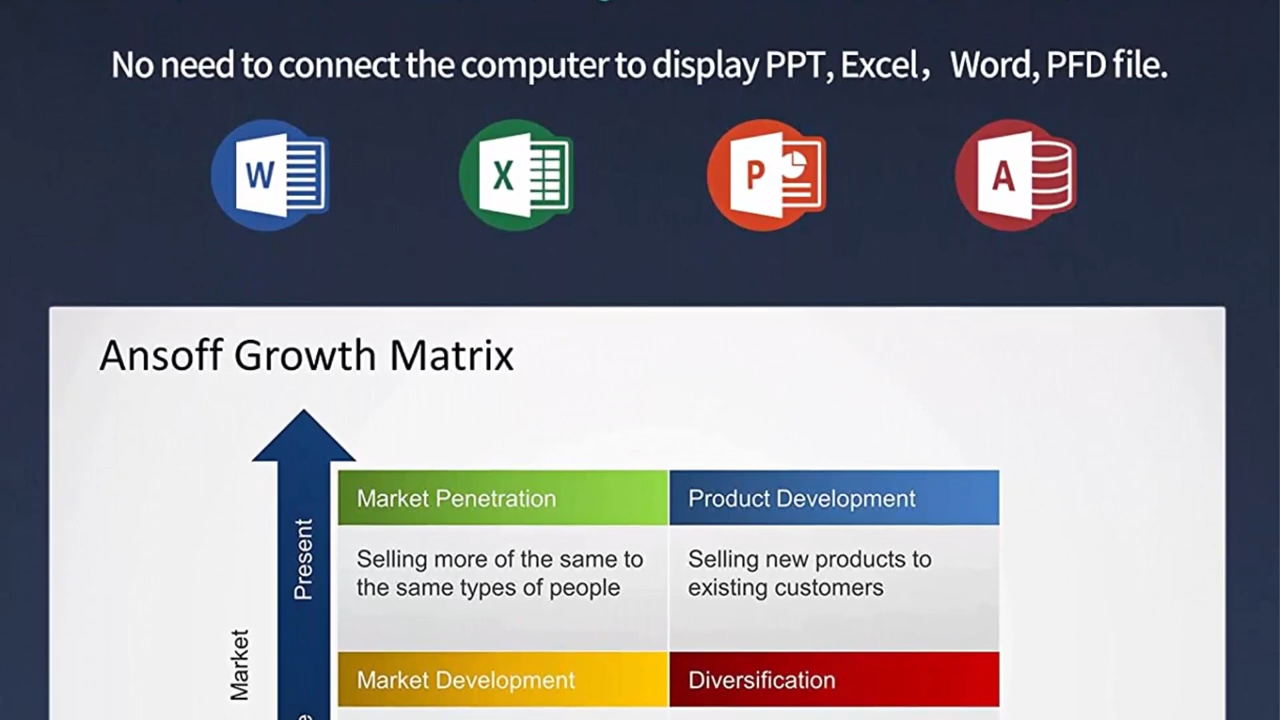 No need to connect the computer to display PPT, Excel， Word, PFD file.
W
X
P
A
Ansoff Growth Matrix
Market Penetration
Product Development
Selling more of the same to
the same types of people
Selling new products to
existing customers
Present
Market
Market Development
Diversification